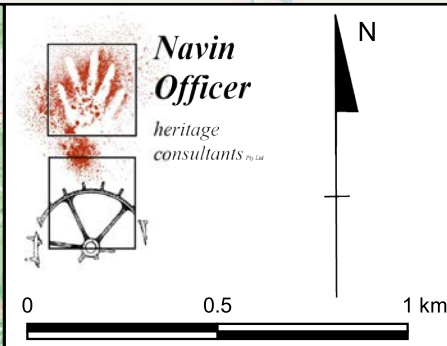 Navin
Officer
heritage
consultants Pty Ltd
N
0 0.5 1 km